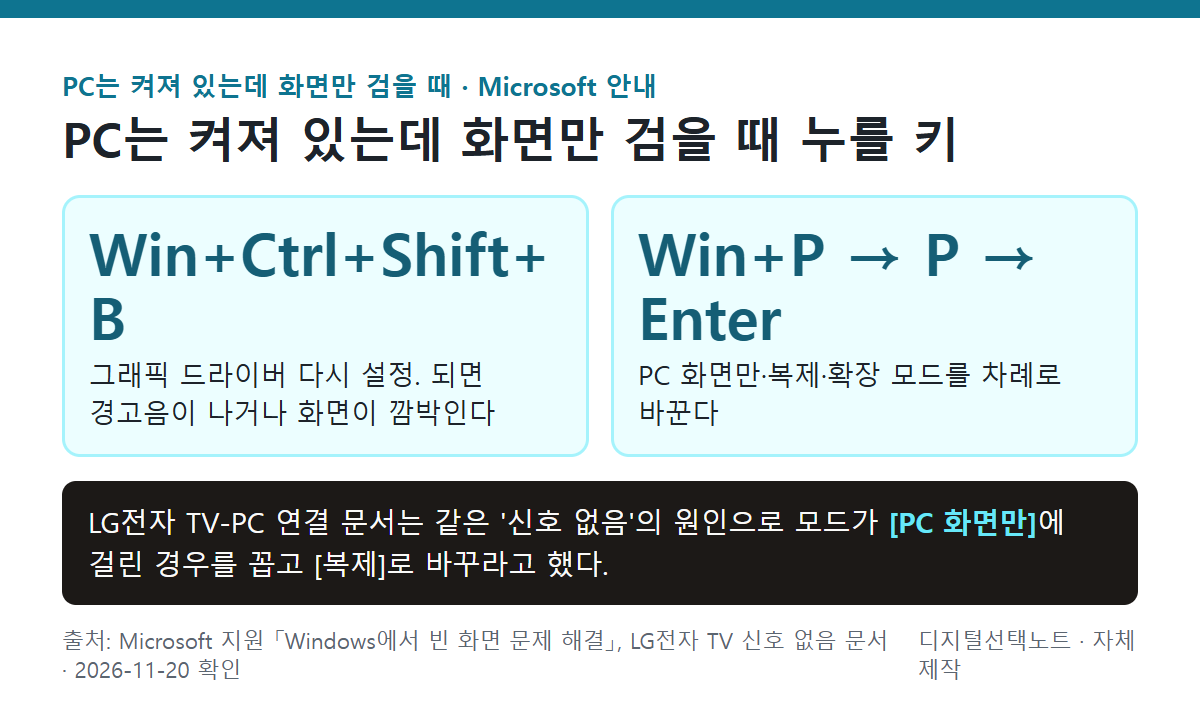 PC는 켜져 있는데 화면만 검을 때 · Microsoft 안내
PC는 켜져 있는데 화면만 검을 때 누를 키
Win+Ctrl+Shift+
B
그래픽 드라이버 다시 설정. 되면
경고음이 나거나 화면이 깜박인다
Win+P → P →
Enter
PC 화면만·복제·확장 모드를 차례로
바꾼다
LG전자 TV-PC 연결 문서는 같은 '신호 없음'의 원인으로 모드가 [PC 화면만]에
걸린 경우를 꼽고 [복제]로 바꾸라고 했다.
출처: Microsoft 지원 「Windows에서 빈 화면 문제 해결」, LG전자 TV 신호 없음 문서
· 2026-11-20 확인
디지털선택노트 · 자체
제작